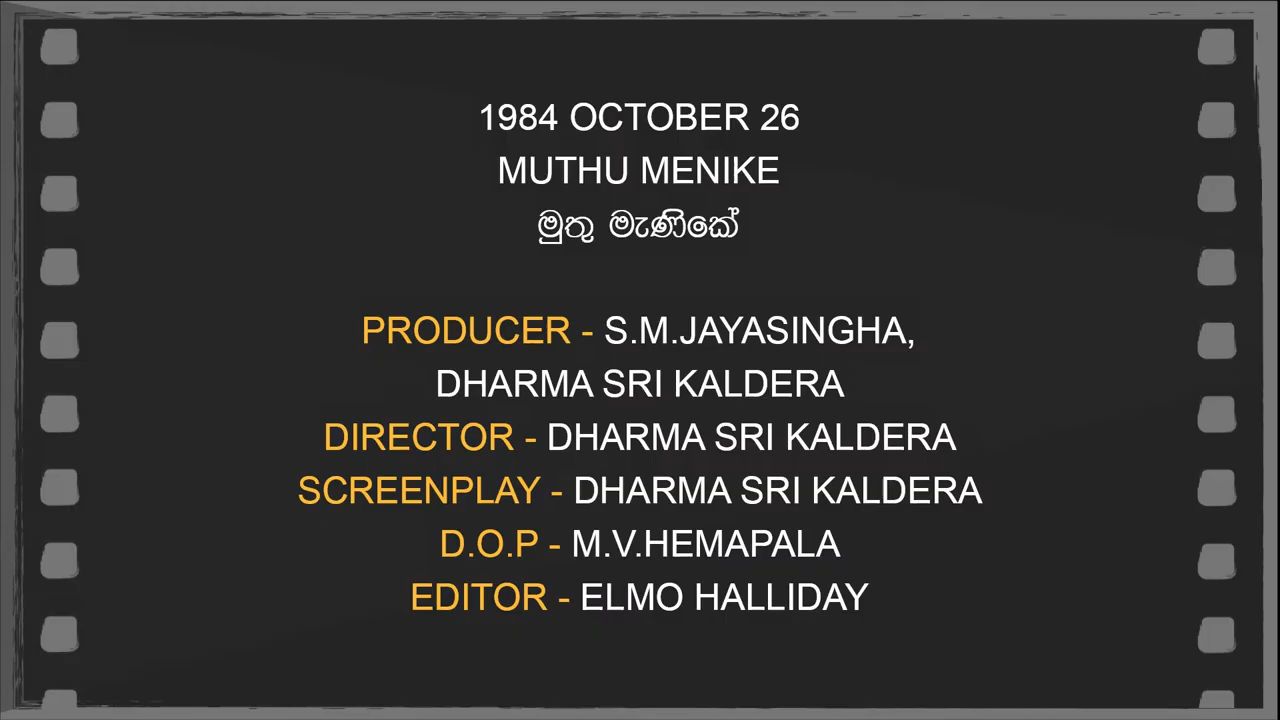 1984 OCTOBER 26
MUTHU MENIKE
මුතු මැණිකේ
PRODUCER - S.M.JAYASINGHA,
DHARMA SRI KALDERA
DIRECTOR - DHARMA SRI KALDERA
SCREENPLAY - DHARMA SRI KALDERA
D.O.P - M.V.HEMAPALA
EDITOR - ELMO HALLIDAY